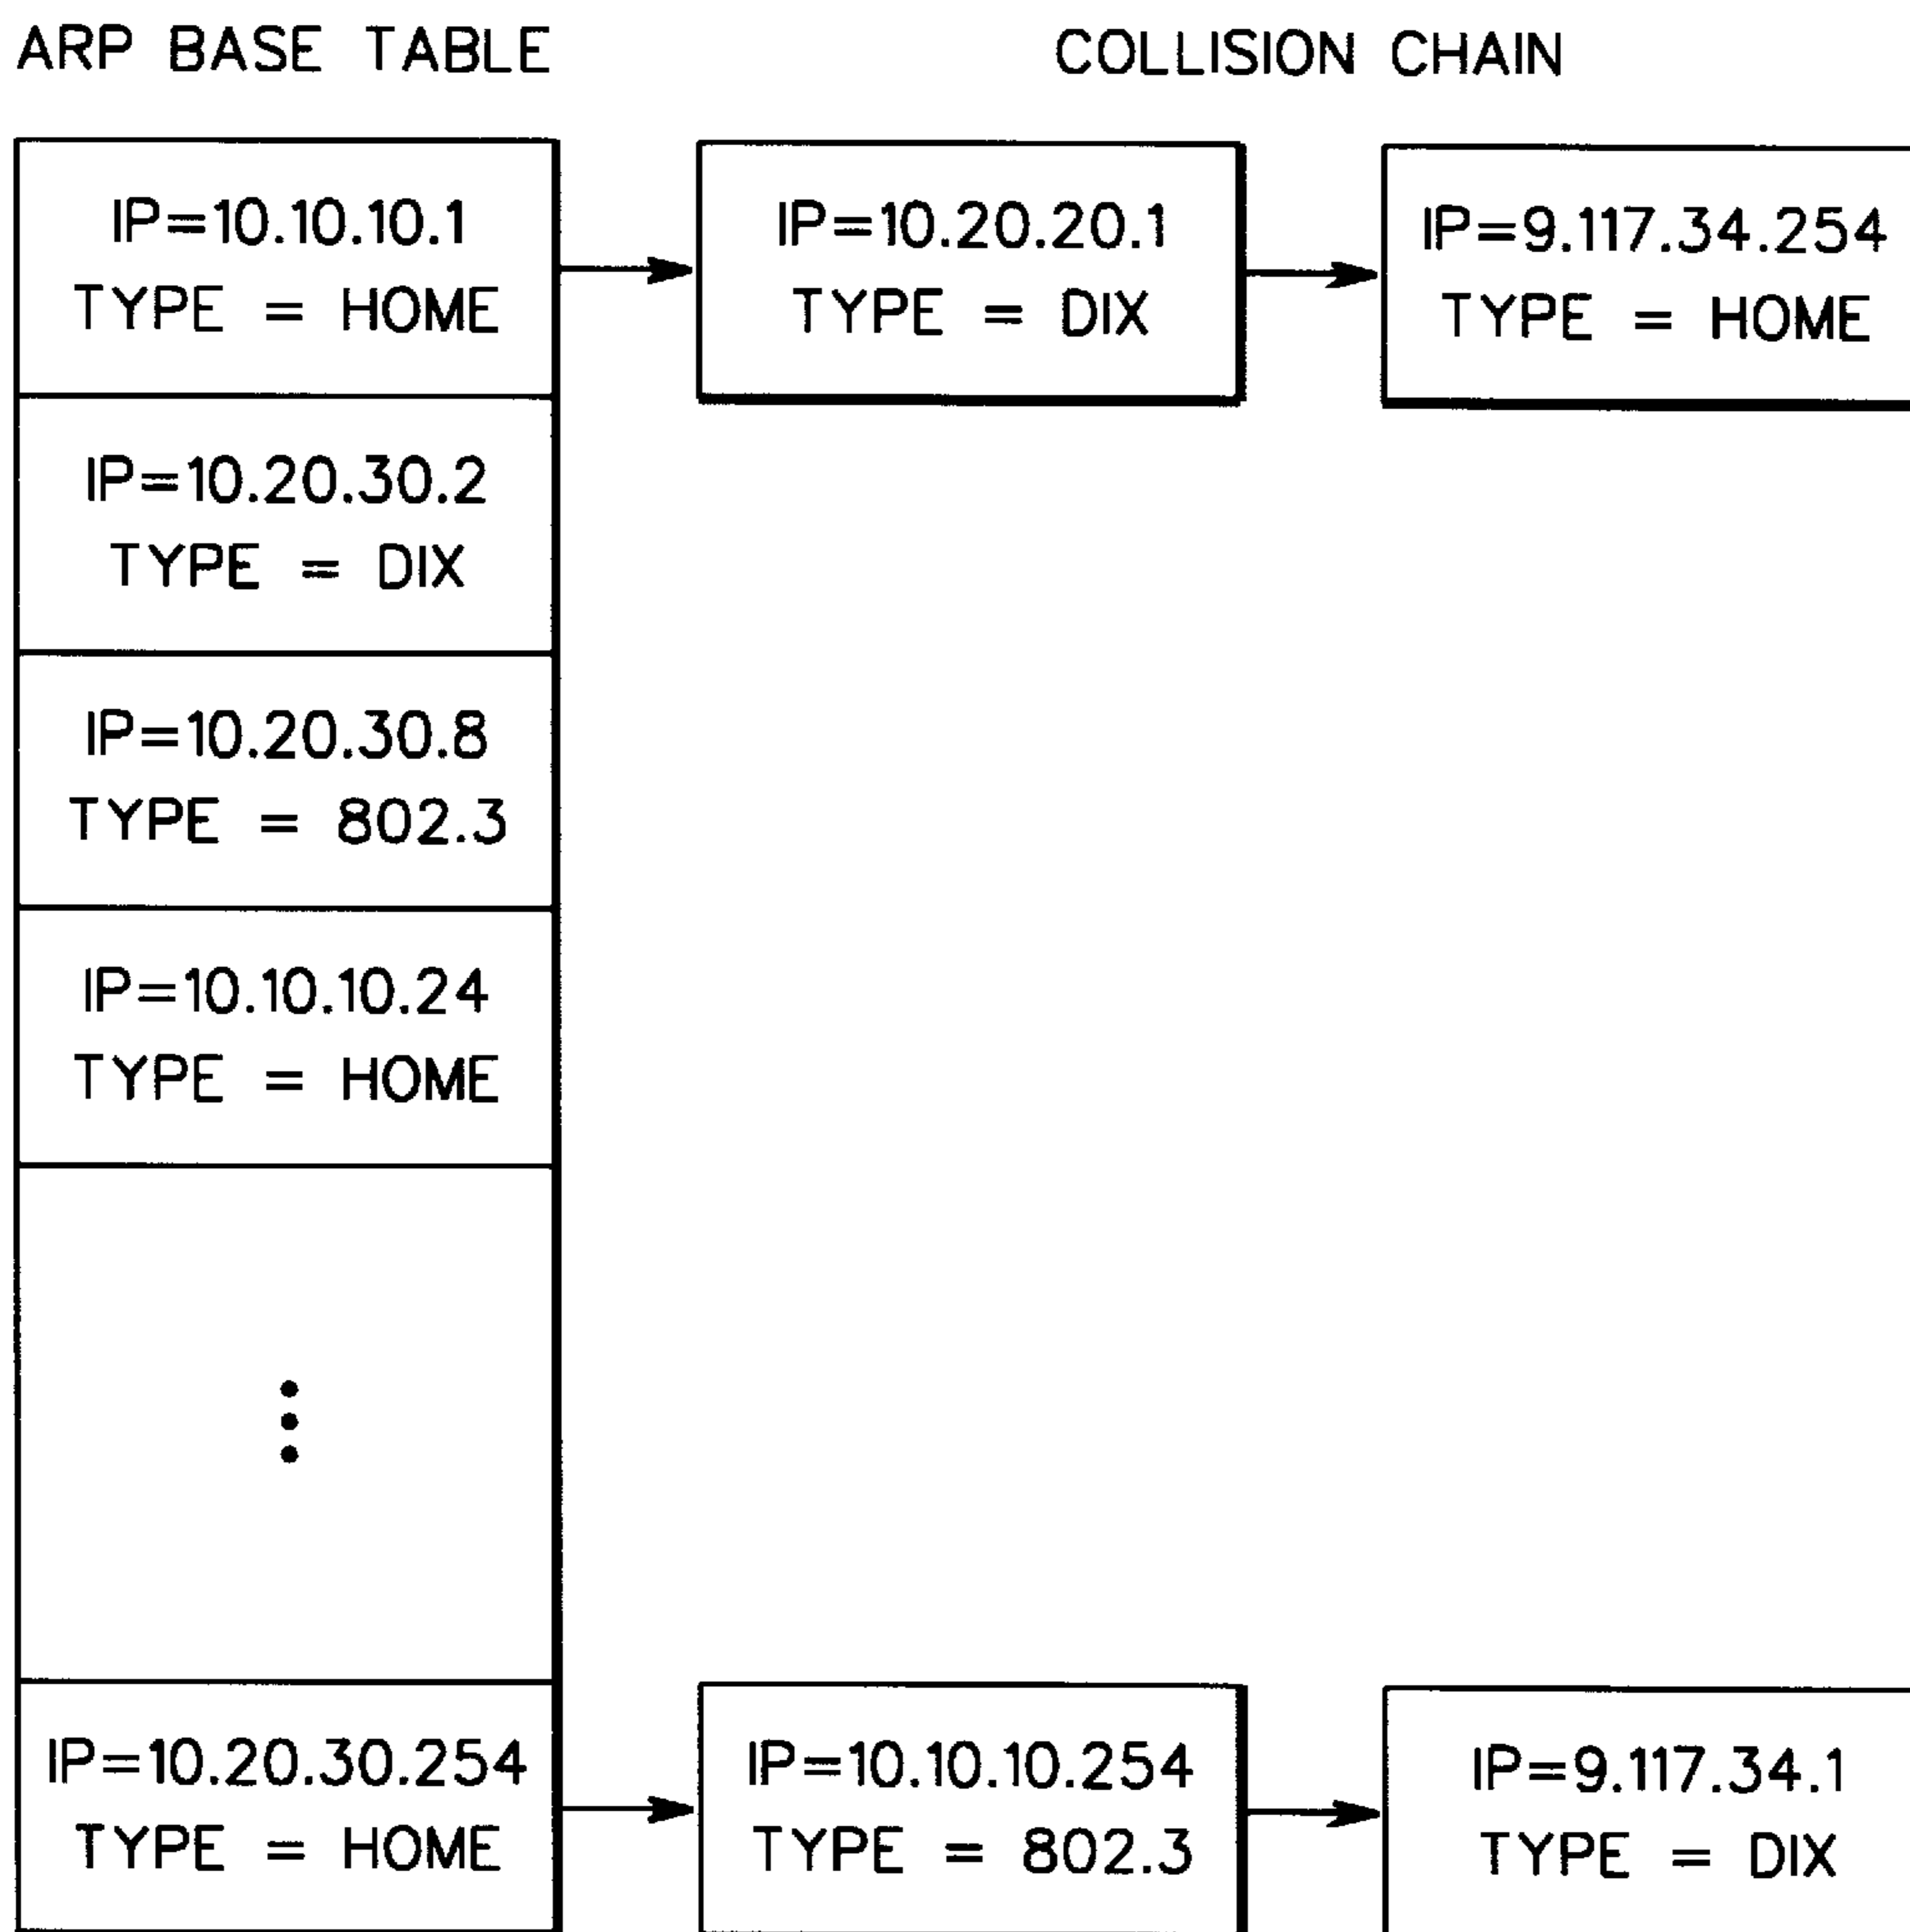 ARP BASE TABLE
COLLISION CHAIN
IP=10.10.10.1
TYPE = HOME
IP=10.20.20.1
TYPE = DIX
IP=9.117.34.254
TYPE = HOME
IP=10.20.30.2
TYPE = DIX
IP=10.20.30.8
TYPE = 802.3
IP=10.10.10.24
TYPE = HOME
IP=10.20.30.254
TYPE = HOME
IP=10.10.10.254
TYPE = 802.3
IP=9.117.34.1
TYPE = DIX